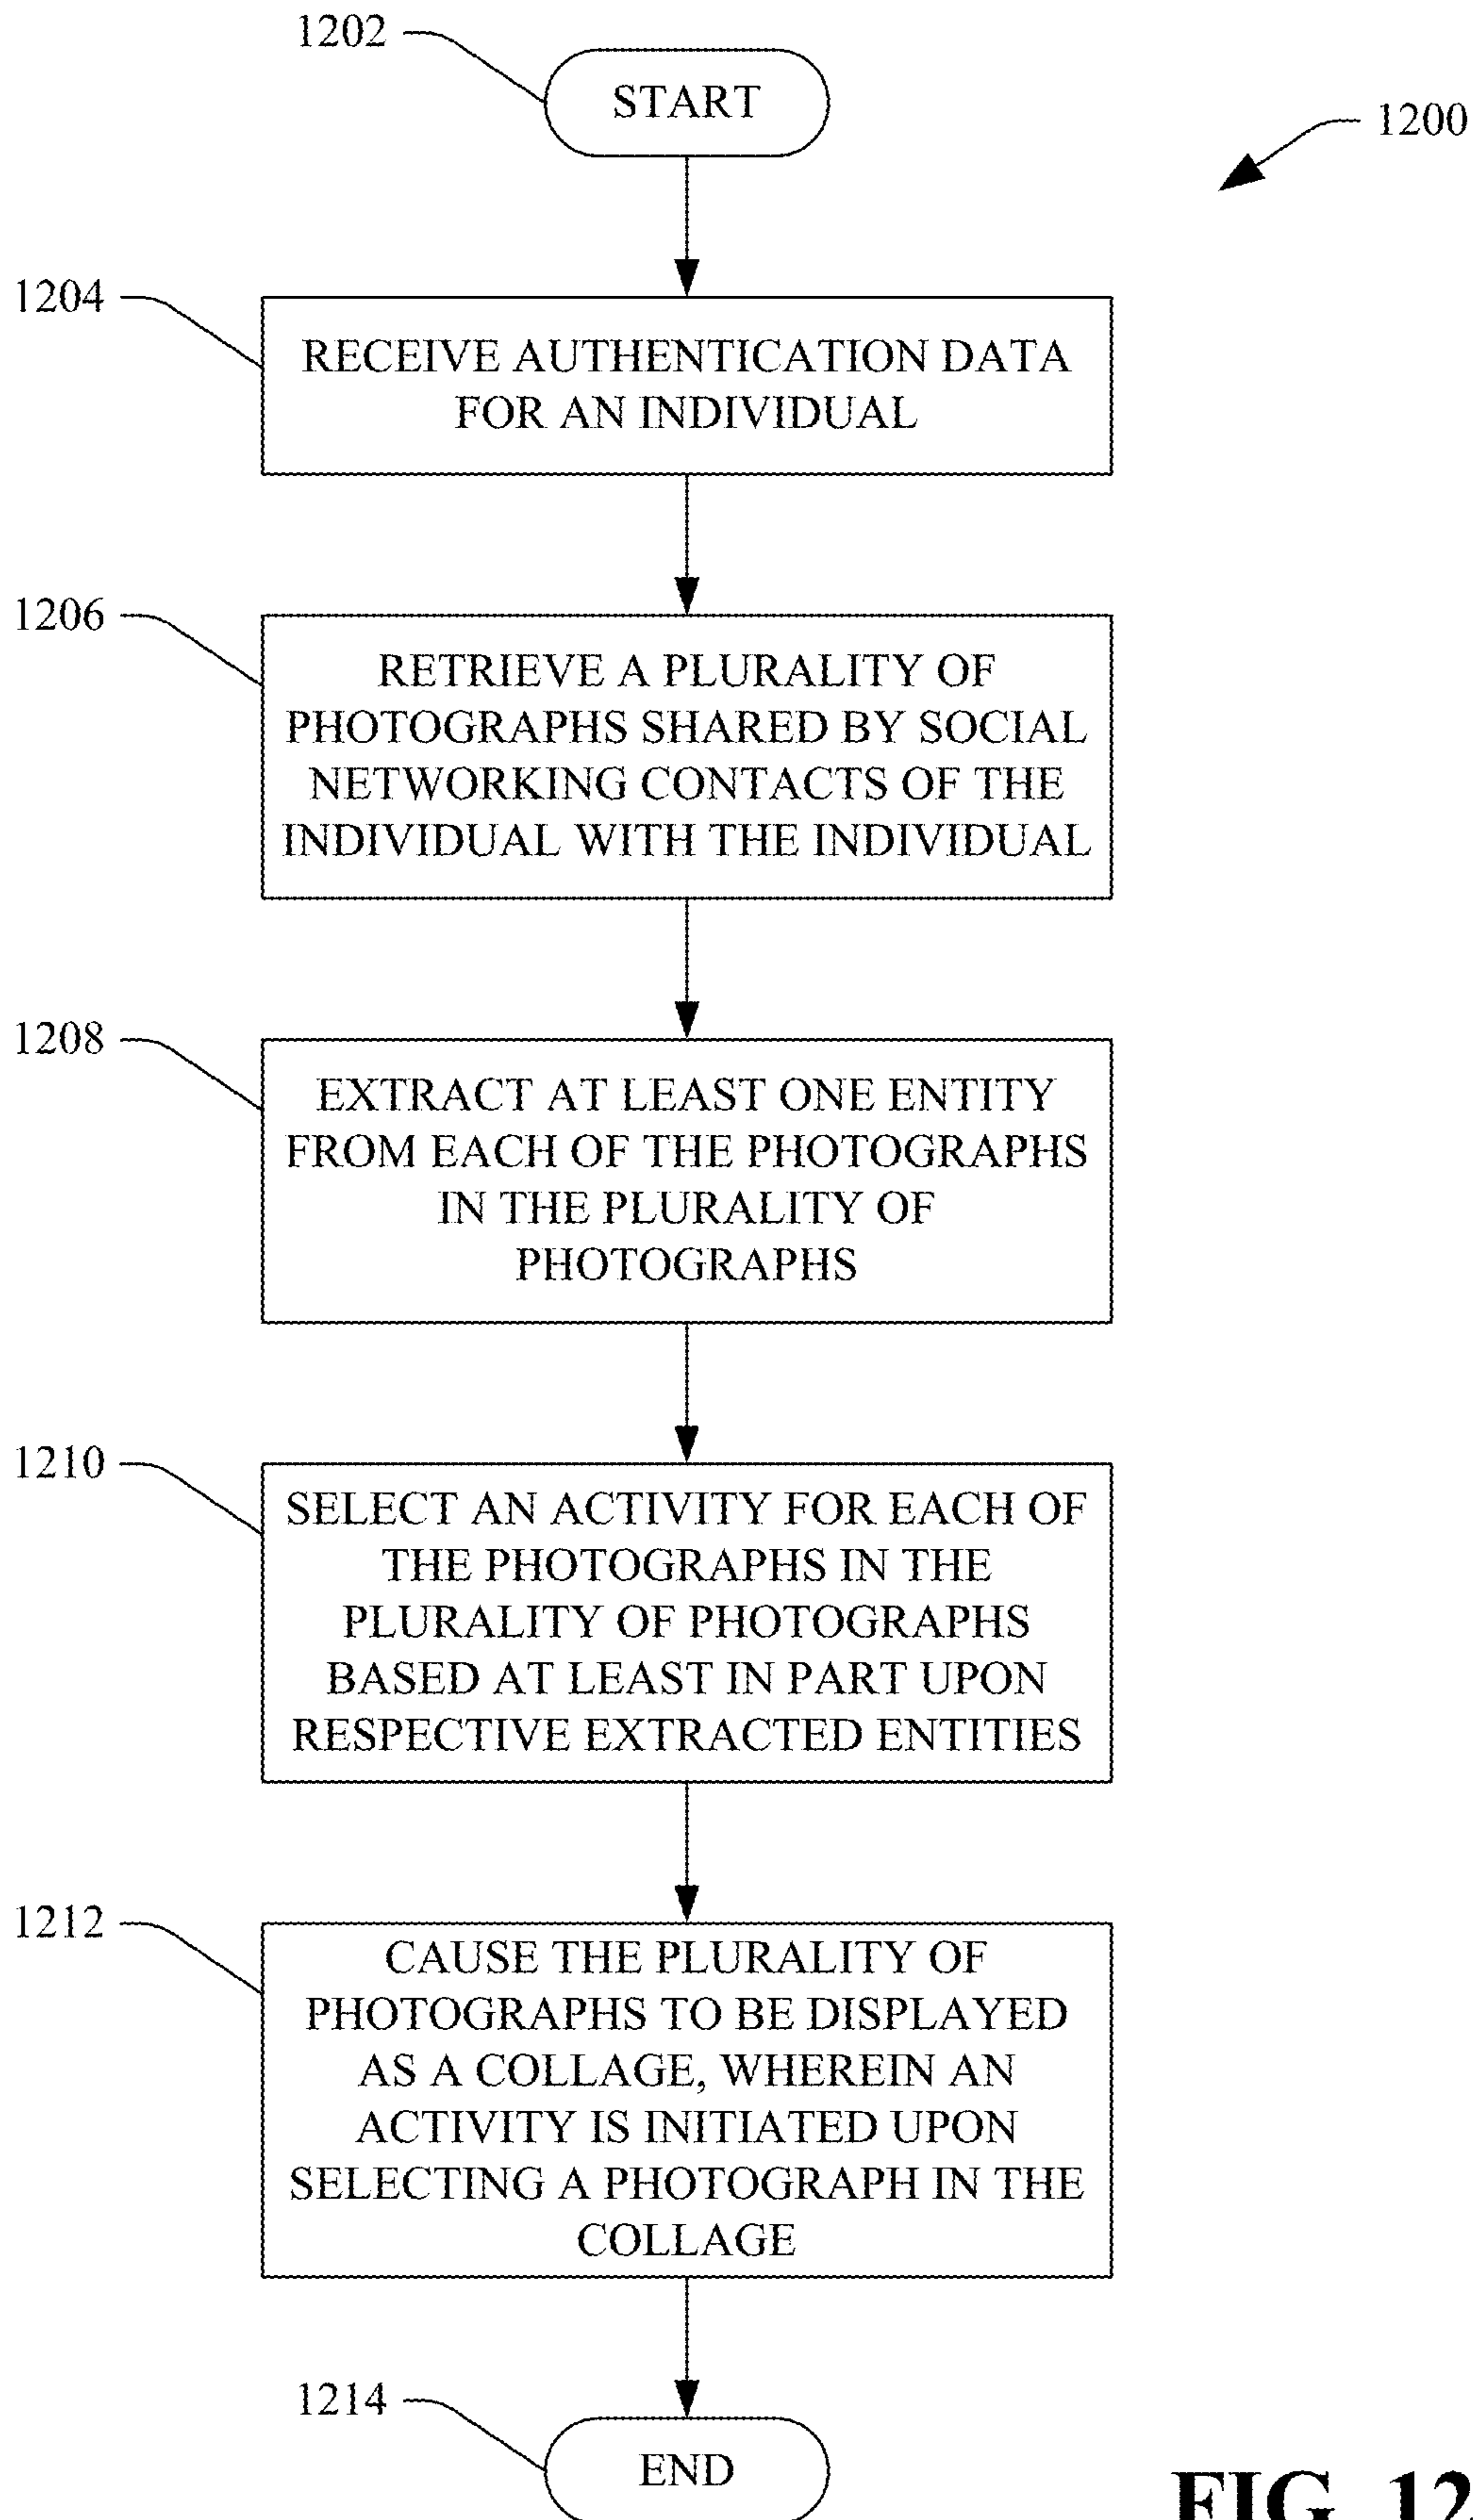 1202
START
1200
1204
RECEIVE AUTHENTICATION DATA
FOR AN INDIVIDUAL
1206
RETRIEVE A PLURALITY OF
PHOTOGRAPHS SHARED BY SOCIAL
NETWORKING CONTACTS OF THE
INDIVIDUAL WITH THE INDIVIDUAL
1208
EXTRACT AT LEAST ONE ENTITY
FROM EACH OF THE PHOTOGRAPHS
IN THE PLURALITY OF
PHOTOGRAPHS
1210
SELECT AN ACTIVITY FOR EACH OF
THE PHOTOGRAPHS IN THE
PLURALITY OF PHOTOGRAPHS
BASED AT LEAST IN PART UPON
RESPECTIVE EXTRACTED ENTITIES
1212
CAUSE THE PLURALITY OF
PHOTOGRAPHS TO BE DISPLAYED
AS A COLLAGE, WHEREIN AN
ACTIVITY IS INITIATED UPON
SELECTING A PHOTOGRAPH IN THE
COLLAGE
1214
END
FIG. 12